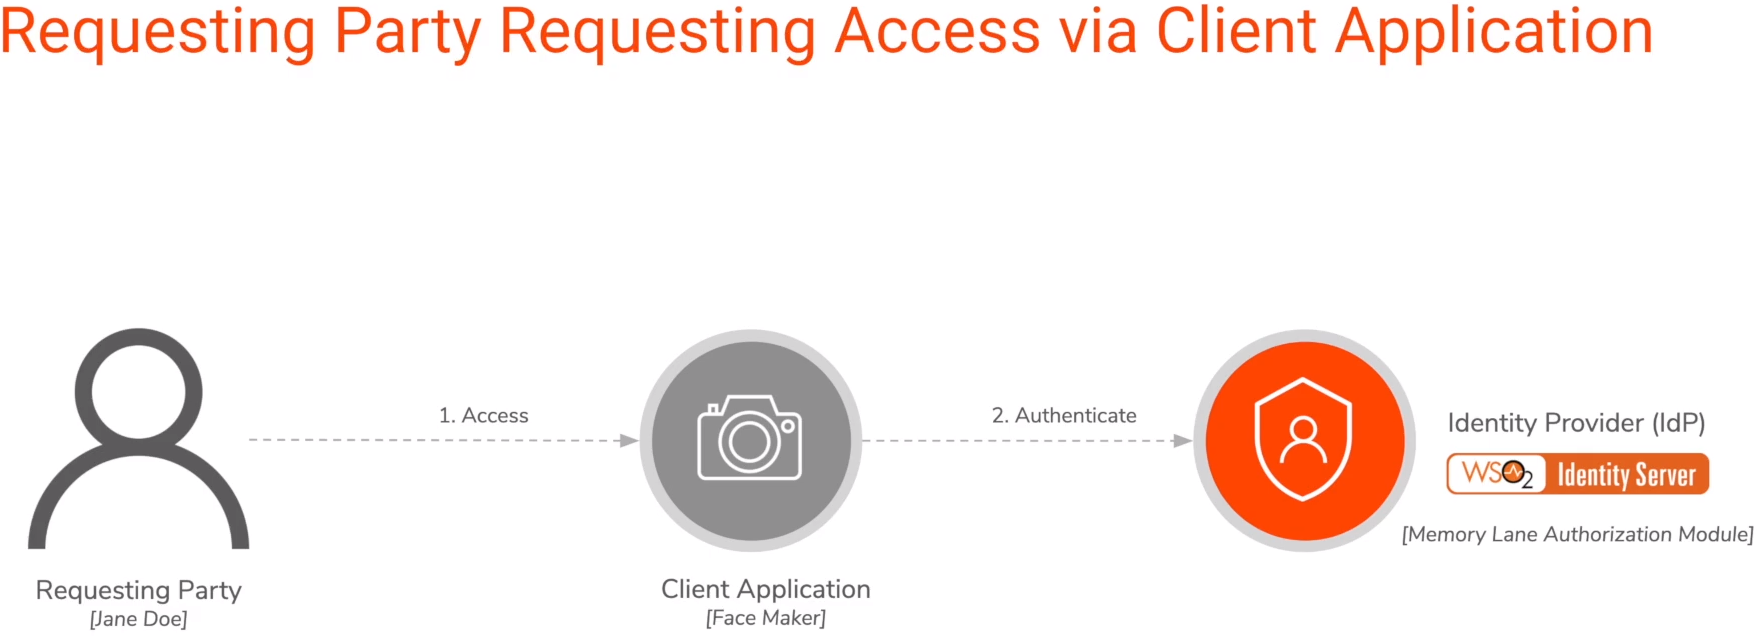 Requesting Party Requesting Access via Client Application
1. Access
2. Authenticate
Identity Provider (IdP)
WSO2 Identity Server
[Memory Lane Authorization Module]
Requesting Party
[Jane Doe]
Client Application
[Face Maker]